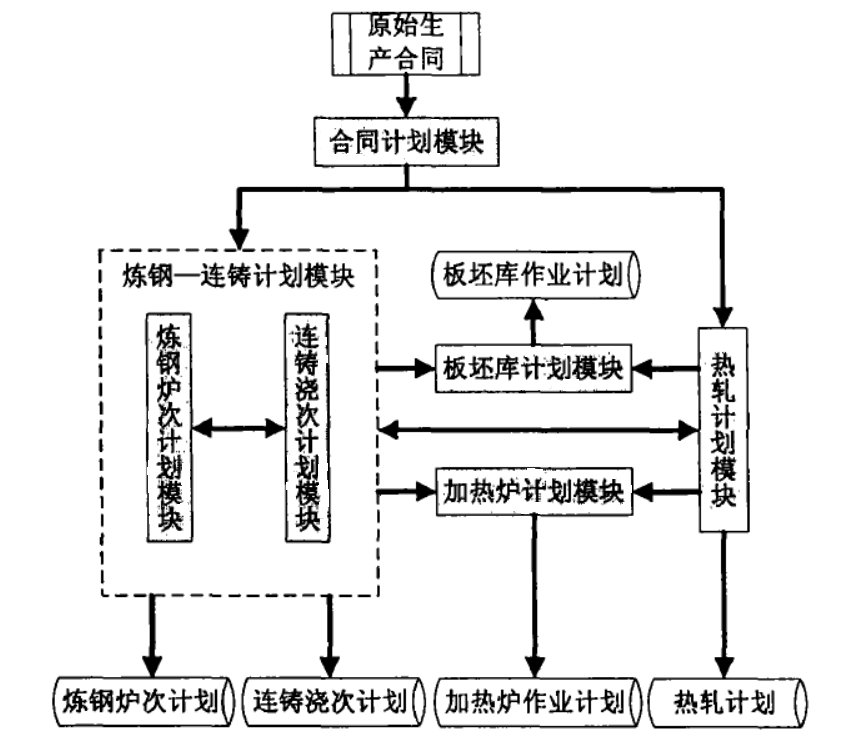 原始生
产合同
合同计划模块
炼钢—连铸计划模块
板坯库作业计划
炼钢炉次计划模块
连铸浇次计划模块
板坯库计划模块
热轧计划模块
加热炉计划模块
炼钢炉次计划
连铸浇次计划
加热炉作业计划
热轧计划